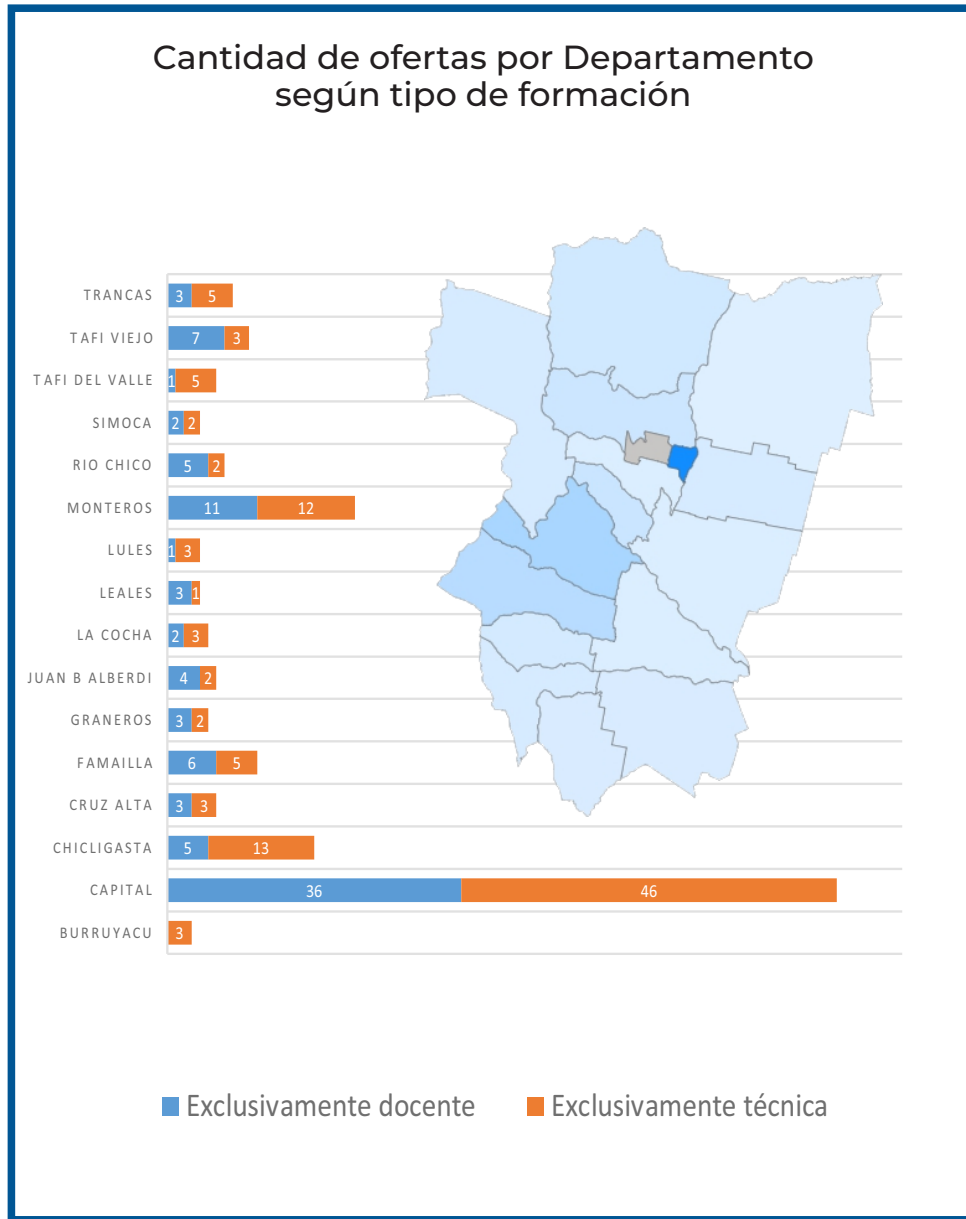 Cantidad de ofertas por Departamento
según tipo de formación
TRANCAS 3 5
TAFI VIEJO 7 3
TAFI DEL VALLE 1 5
SIMOCA 2 2
RIO CHICO 5 2
MONTEROS 11 12
LULES 1 3
LEALES 3 1
LA COCHA 2 3
JUAN B ALBERDI 4 2
GRANEROS 3 2
FAMAILLA 6 5
CRUZ ALTA 3 3
CHICLIGASTA 5 13
CAPITAL 36 46
BURRUYACU 3
Exclusivamente docente Exclusivamente técnica